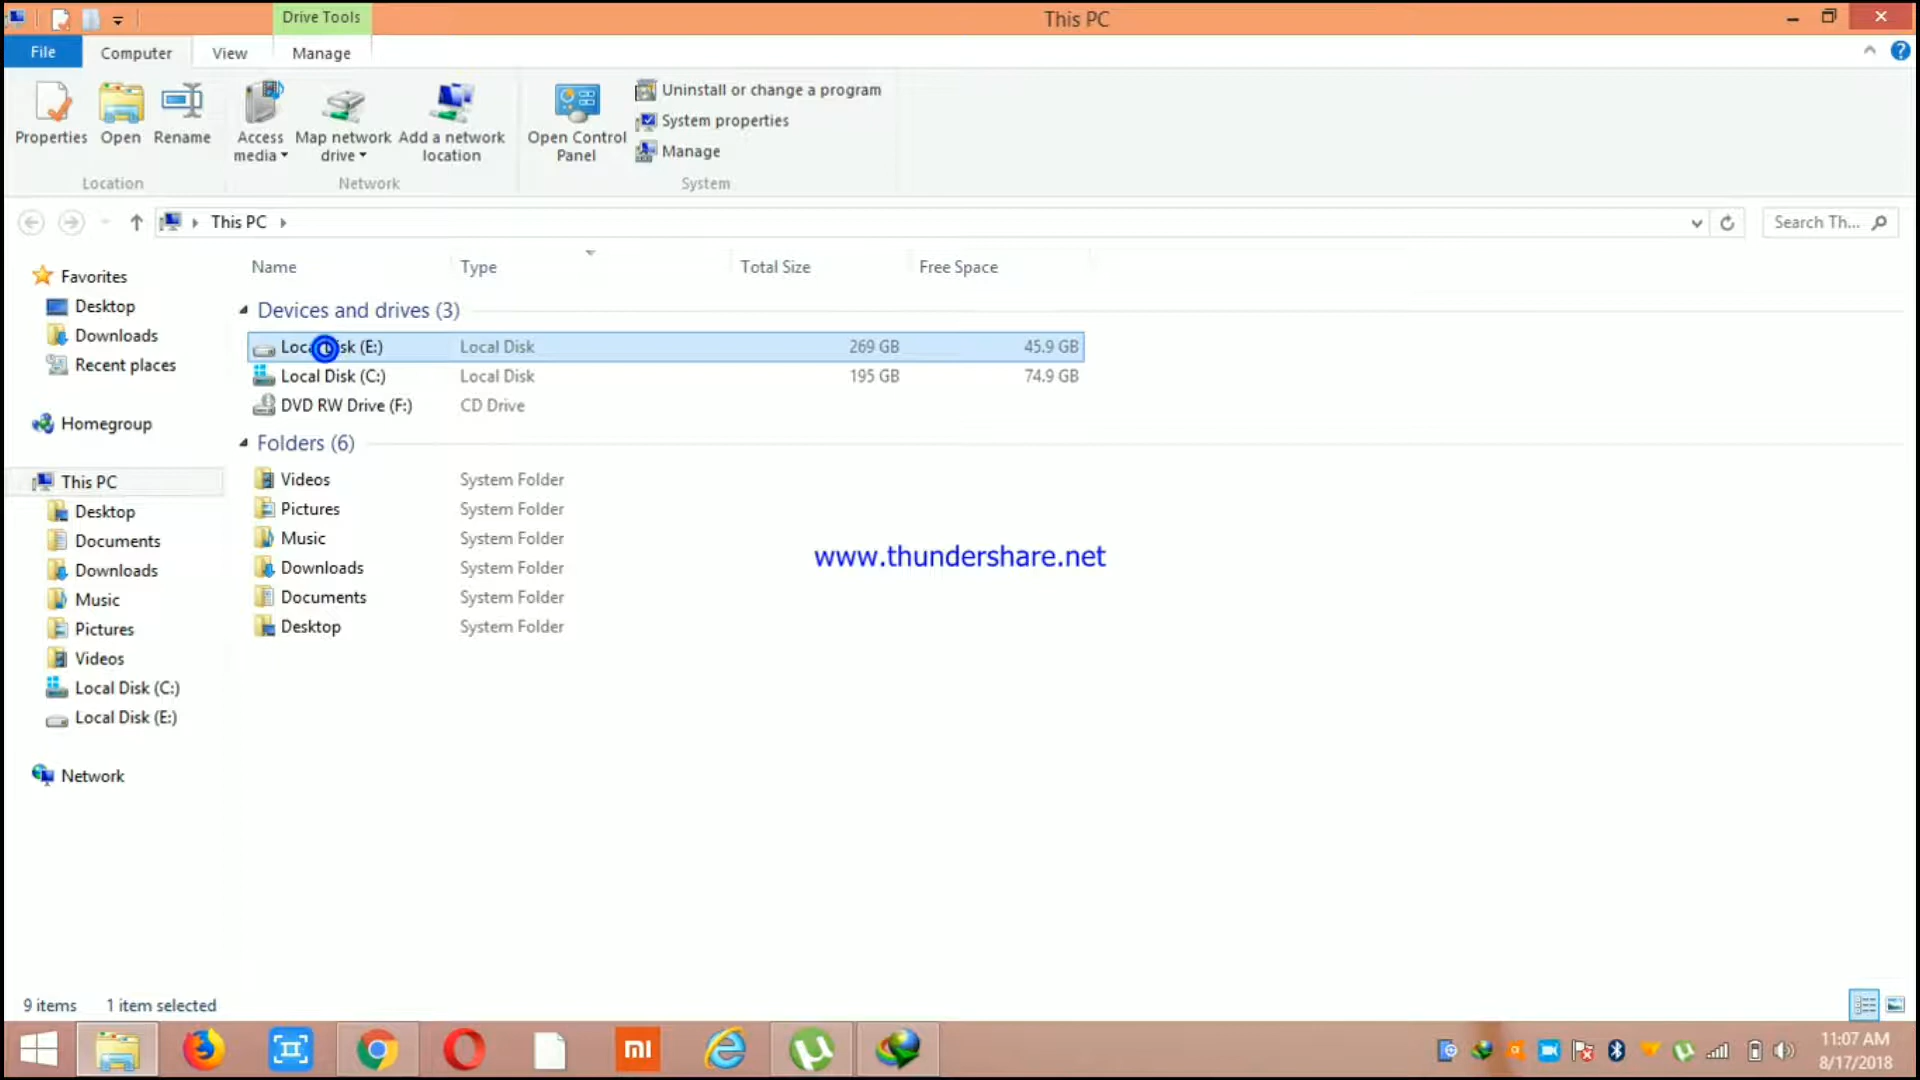 Drive Tools
This PC
File
Computer
View
Manage
Properties
Open
Rename
Access media
Map network drive
Add a network location
Open Control Panel
Uninstall or change a program
System properties
Manage
Location
Network
System
This PC
Search Th...
Favorites
Desktop
Downloads
Recent places
Homegroup
This PC
Desktop
Documents
Downloads
Music
Pictures
Videos
Local Disk (C:)
Local Disk (E:)
Network
Name Type Total Size Free Space
Devices and drives (3)
Local Disk (E:) Local Disk 269 GB 45.9 GB
Local Disk (C:) Local Disk 195 GB 74.9 GB
DVD RW Drive (F:) CD Drive
Folders (6)
Videos System Folder
Pictures System Folder
Music System Folder
Downloads System Folder
Documents System Folder
Desktop System Folder
www.thundershare.net
9 items 1 item selected
mi
11:07 AM
8/17/2018